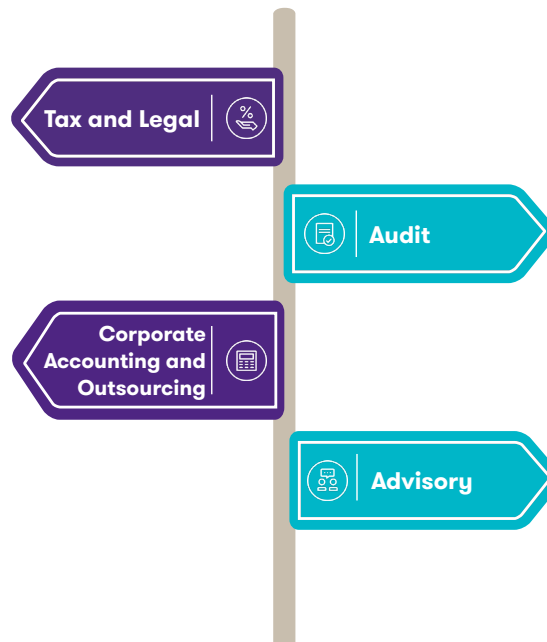 Tax and Legal
Audit
Corporate
Accounting and
Outsourcing
Advisory